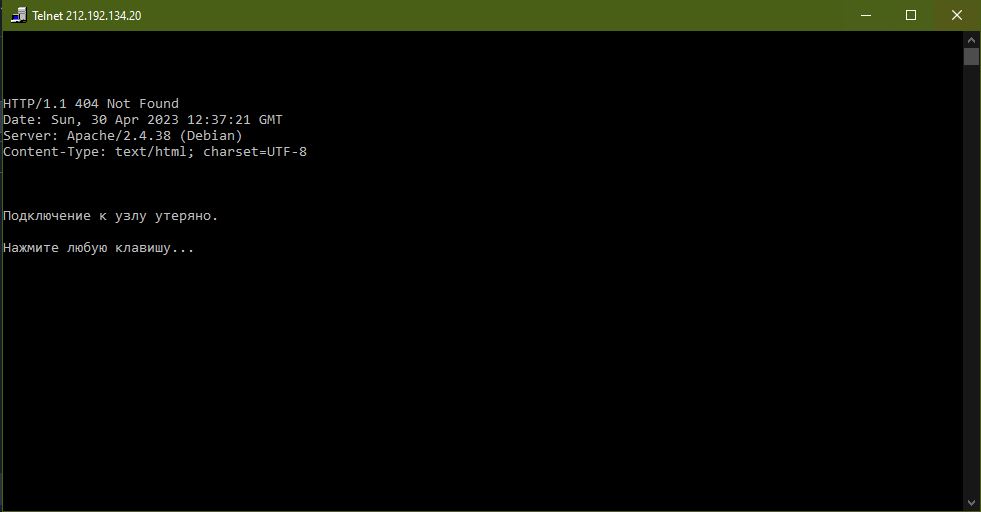 Telnet 212.192.134.20
HTTP/1.1 404 Not Found
Date: Sun, 30 Apr 2023 12:37:21 GMT
Server: Apache/2.4.38 (Debian)
Content-Type: text/html; charset=UTF-8
Подключение к узлу утеряно.
Нажмите любую клавишу...